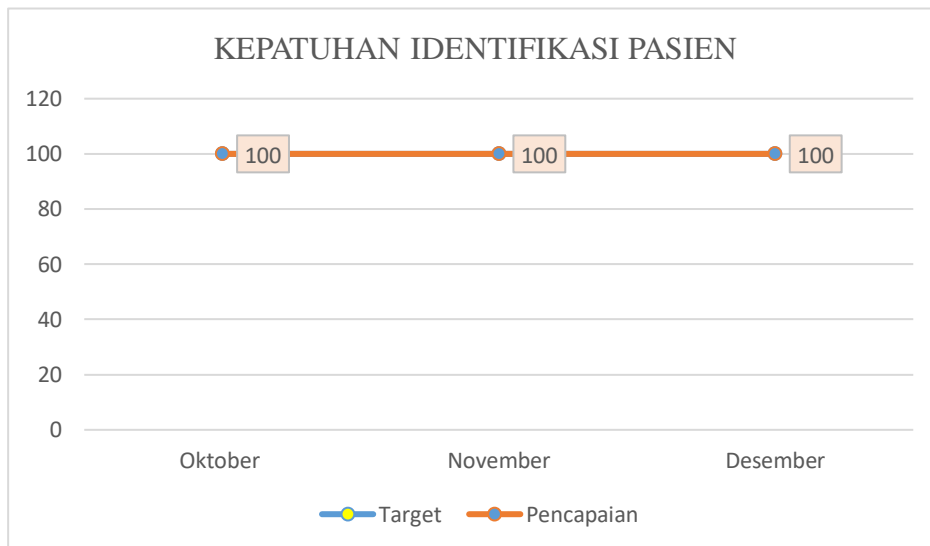 KEPATUHAN IDENTIFIKASI PASIEN
120
100
100 100 100
80
60
40
20
0
Oktober November Desember
Target Pencapaian